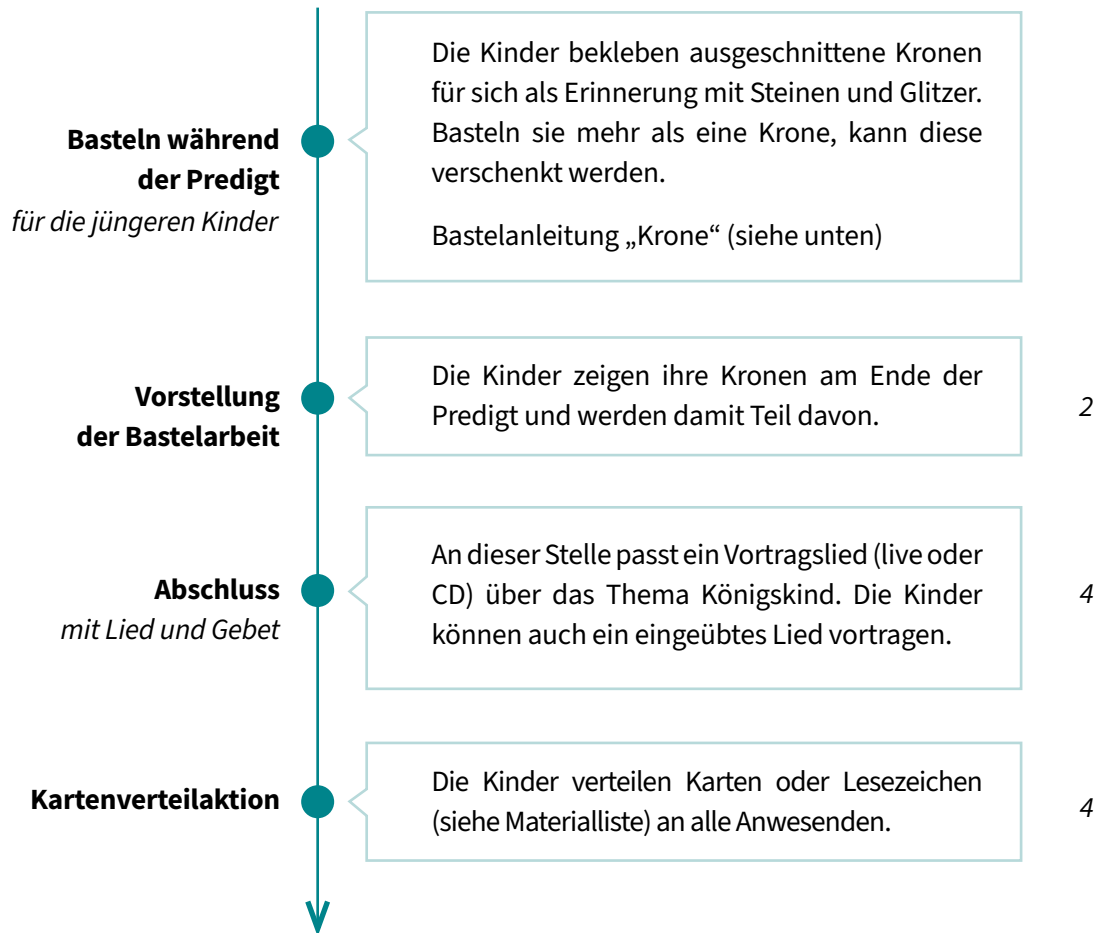 Basteln während
der Predigt
für die jüngeren Kinder
Die Kinder bekleben ausgeschnittene Kronen
für sich als Erinnerung mit Steinen und Glitzer.
Basteln sie mehr als eine Krone, kann diese
verschenkt werden.
Bastelanleitung „Krone“ (siehe unten)
Vorstellung
der Bastelarbeit
Die Kinder zeigen ihre Kronen am Ende der
Predigt und werden damit Teil davon.
2
Abschluss
mit Lied und Gebet
An dieser Stelle passt ein Vortragslied (live oder
CD) über das Thema Königskind. Die Kinder
können auch ein eingeübtes Lied vortragen.
4
Kartenverteilaktion
Die Kinder verteilen Karten oder Lesezeichen
(siehe Materialliste) an alle Anwesenden.
4